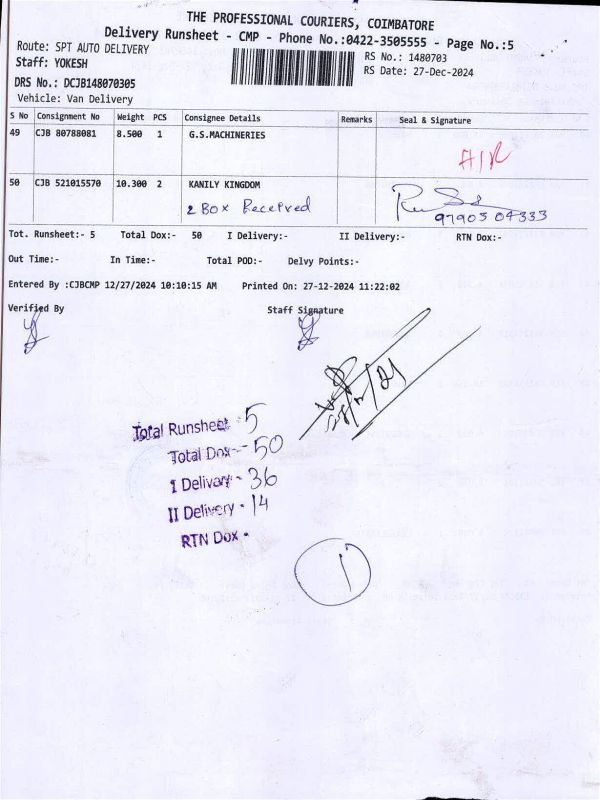 THE PROFESSIONAL COURIERS, COIMBATORE
Delivery Runsheet - CMP - Phone No.:0422-3505555 - Page No.:5
Route: SPT AUTO DELIVERY
RS No.: 1480703
Staff: YOKESH
RS Date: 27-Dec-2024
DRS No.: DCJB148070305
Vehicle: Van Delivery
S No Consignment No Weight PCS Consignee Details Remarks Seal & Signature
49 CJB 80788081 8.500 1 G.S.MACHINERIES
AIR
50 CJB 521015570 10.300 2 KANILY KINGDOM
2 Box Received
9790504333
Tot. Runsheet:- 5 Total Dox:- 50 I Delivery:- II Delivery:- RTN Dox:-
Out Time:- In Time:- Total POD:- Delvy Points:-
Entered By :CJBCMP 12/27/2024 10:10:15 AM Printed On: 27-12-2024 11:22:02
Verified By Staff Signature
Total Runsheet - 5
Total Dox - 50
I Delivery - 36
II Delivery - 14
RTN Dox -
1